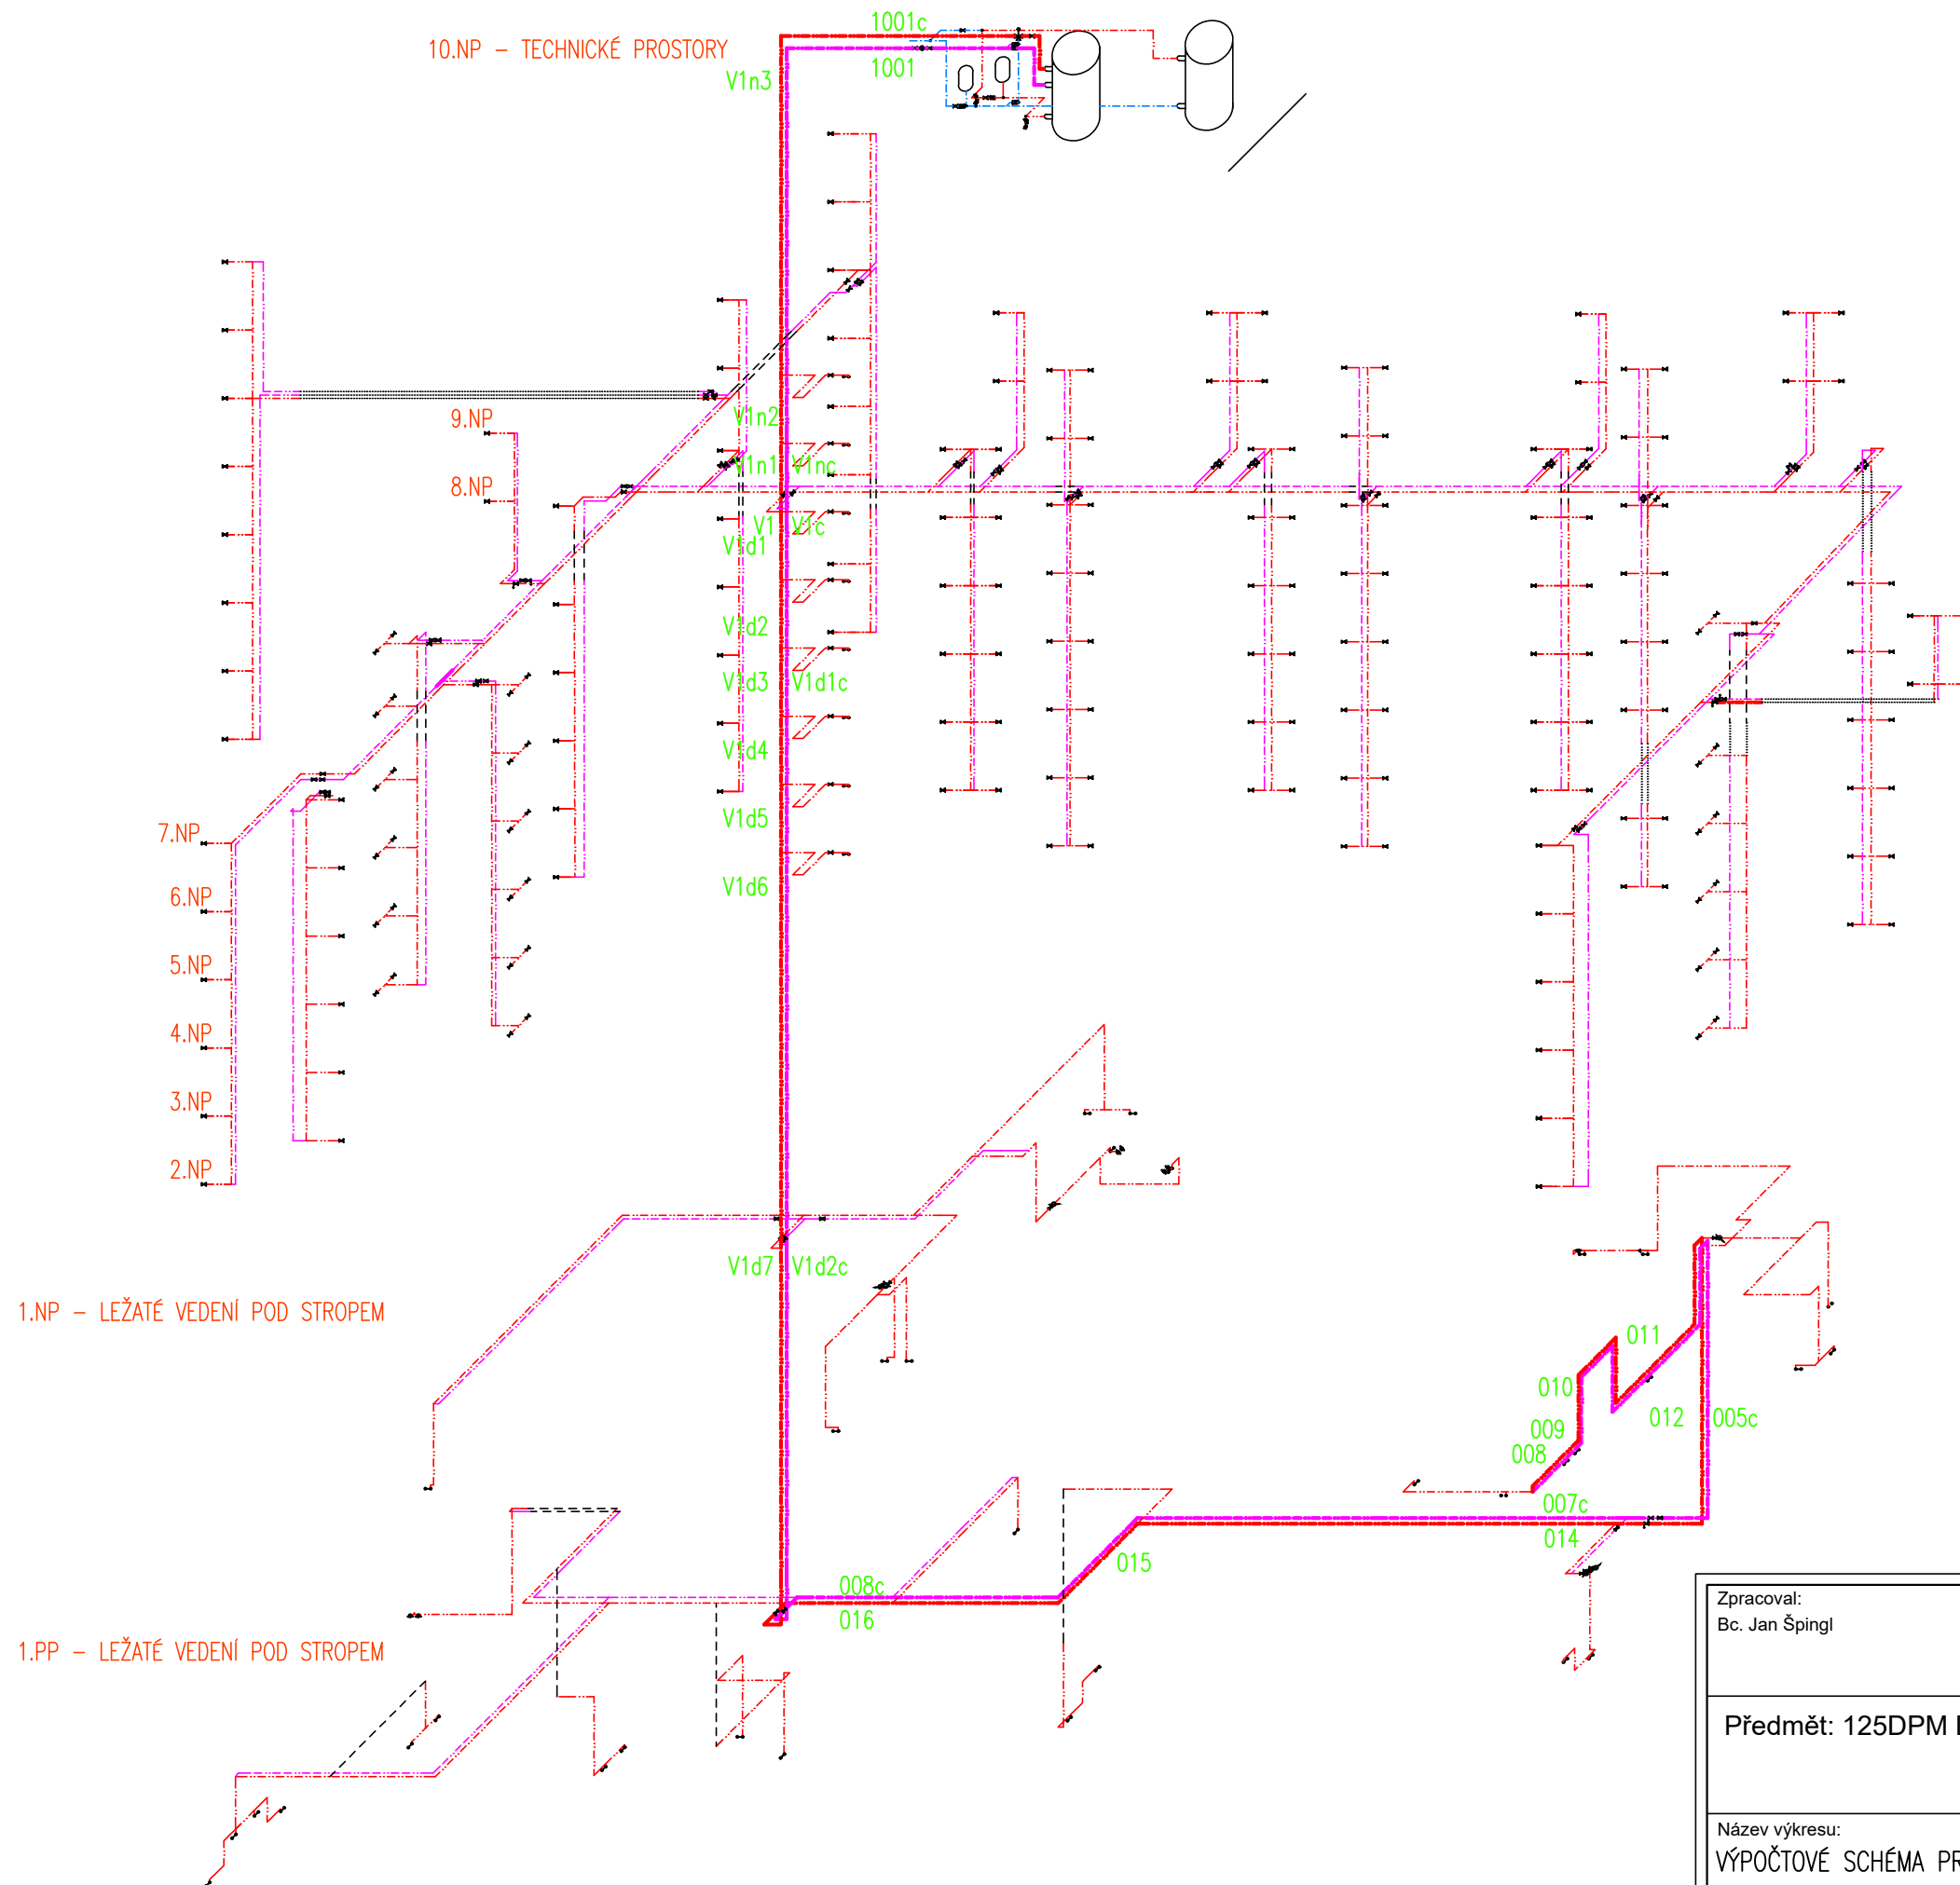 1001c
10.NP – TECHNICKÉ PROSTORY
1001
V1n3
9.NP
V1n2
V1n1 V1nc
8.NP
V1 V1c
V1d1
V1d2
V1d3 V1d1c
V1d4
V1d5
7.NP
V1d6
6.NP
5.NP
4.NP
3.NP
2.NP
V1d7 V1d2c
1.NP – LEŽATÉ VEDENÍ POD STROPEM
011
010
012 005c
009
008
007c
014
015
008c
016
1.PP – LEŽATÉ VEDENÍ POD STROPEM
Zpracoval:
Bc. Jan Špingl
Předmět: 125DPM
Název výkresu:
VÝPOČTOVÉ SCHÉMA